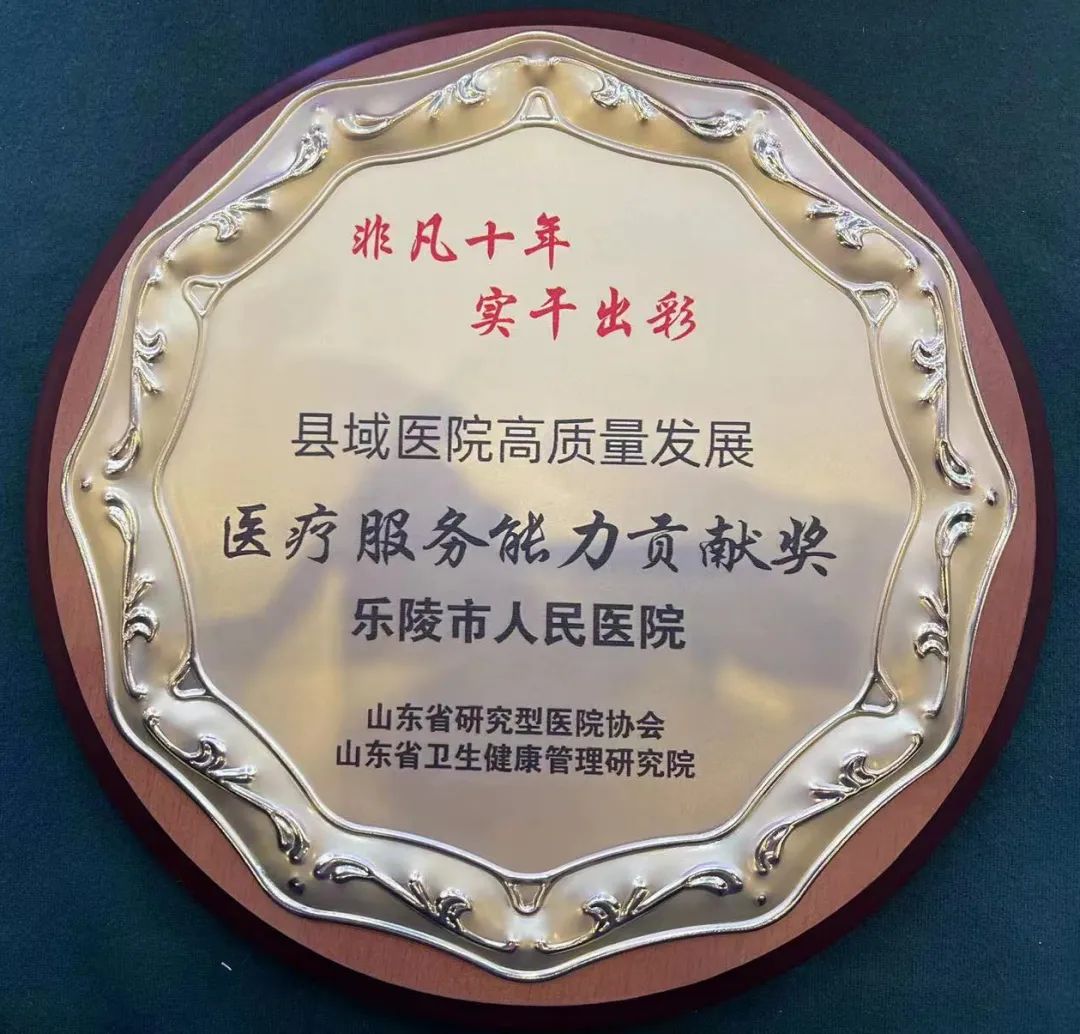 非凡十年
实干出彩
县域医院高质量发展
医疗服务能力贡献奖
乐陵市人民医院
山东省研究型医院协会
山东省卫生健康管理研究院